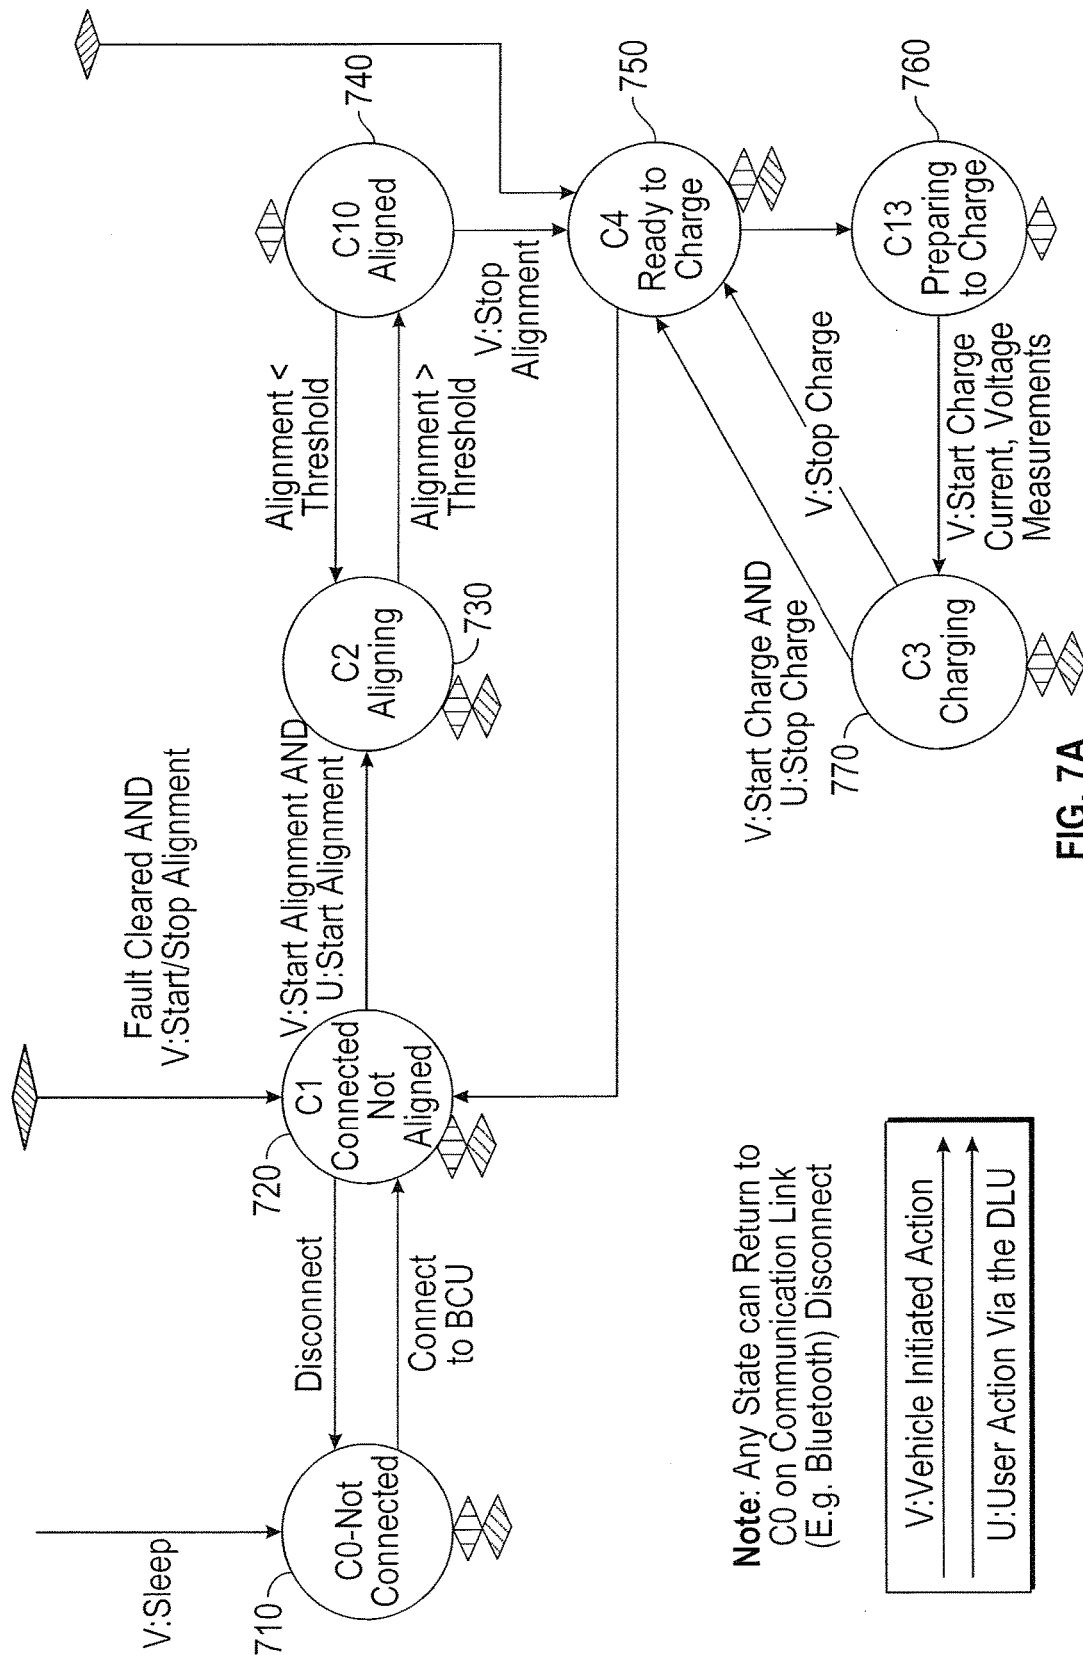 V:Sleep
710
C0-Not
Connected
Disconnect
Connect
to BCU
Fault Cleared AND
V:Start/Stop Alignment
720
C1
Connected
Not
Aligned
V:Start Alignment AND
U:Start Alignment
C2
Aligning
730
Alignment <
Threshold
Alignment >
Threshold
C10
Aligned
740
V:Stop
Alignment
C4
Ready to
Charge
750
V:Start Charge AND
U:Stop Charge
V:Stop Charge
770
C3
Charging
V:Start Charge
Current, Voltage
Measurements
C13
Preparing
to Charge
760
Note: Any State can Return to
C0 on Communication Link
(E.g. Bluetooth) Disconnect
V:Vehicle Initiated Action
U:User Action Via the DLU
FIG. 7A